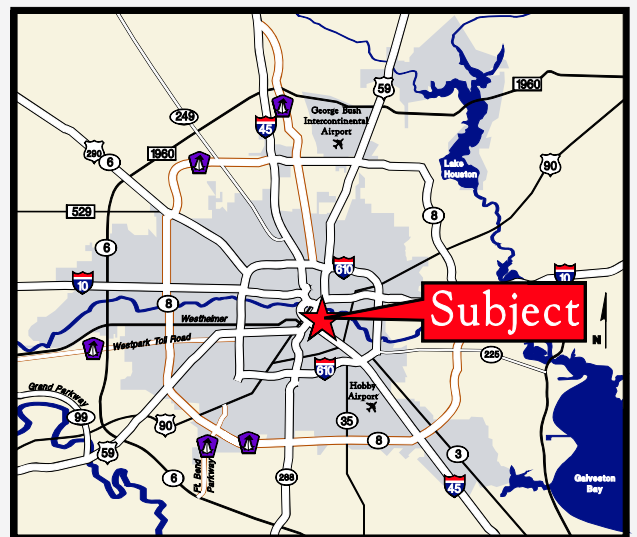 59
1960
249
45
George Bush
Intercontinental
Airport
290
6
1960
90
Lake
Houston
529
8
6
610
10
10
8
Subject
Westheimer
N
Westpark Toll Road
225
610
Hobby
Airport
Grand Parkway
99
90
35
59
8
3
6
Ft. Bend
Parkway
288
45
Galveston
Bay